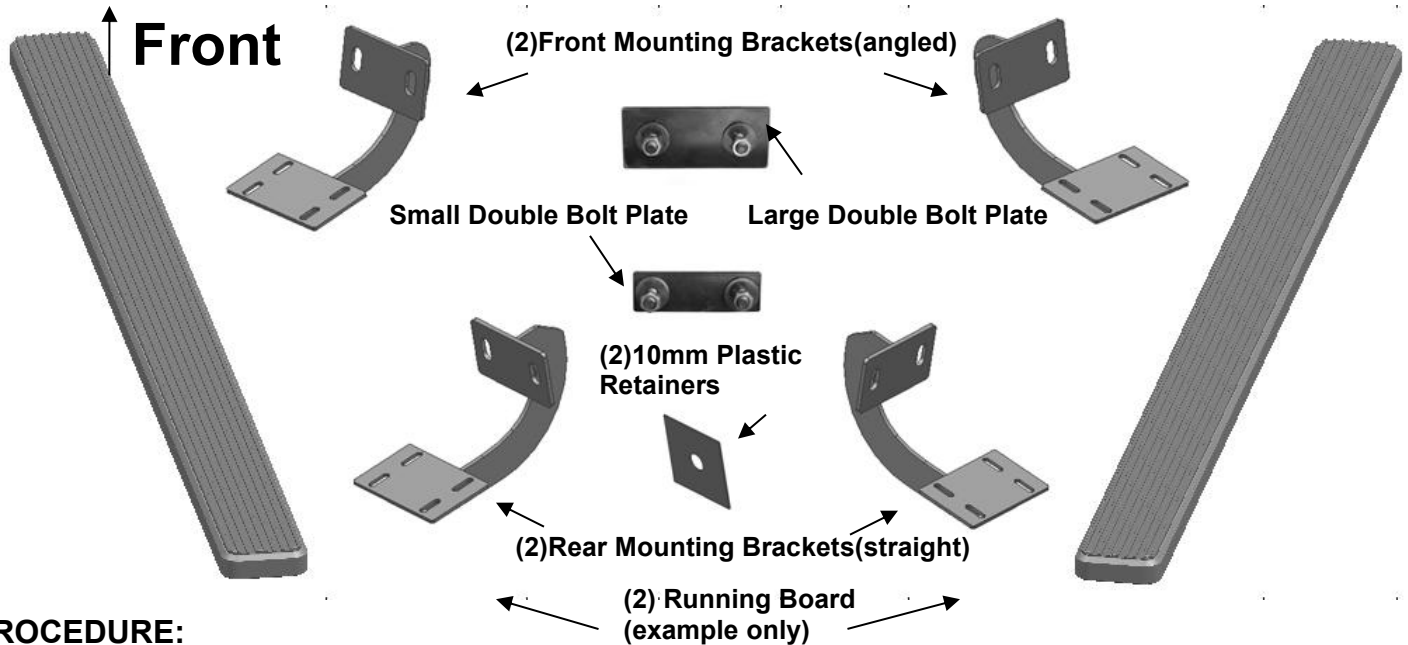 Front
(2)Front Mounting Brackets(angled)
Small Double Bolt Plate
Large Double Bolt Plate
(2)10mm Plastic
Retainers
(2)Rear Mounting Brackets(straight)
(2) Running Board
(example only)
ROCEDURE: